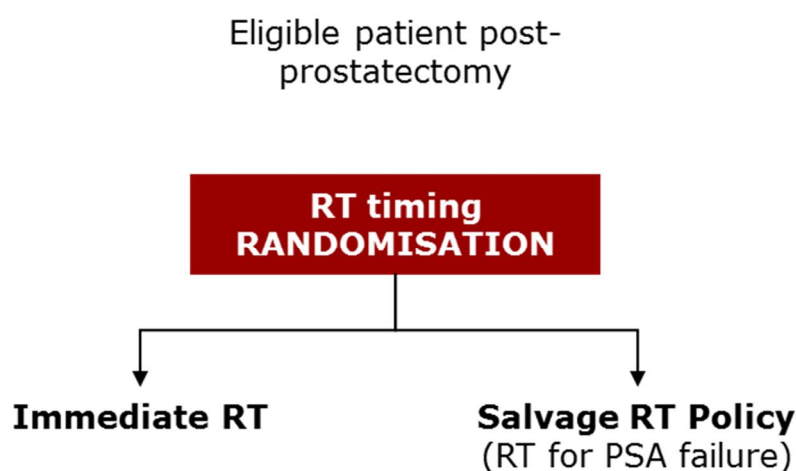 Eligible patient post-
prostatectomy
RT timing
RANDOMISATION
Immediate RT
Salvage RT Policy
(RT for PSA failure)